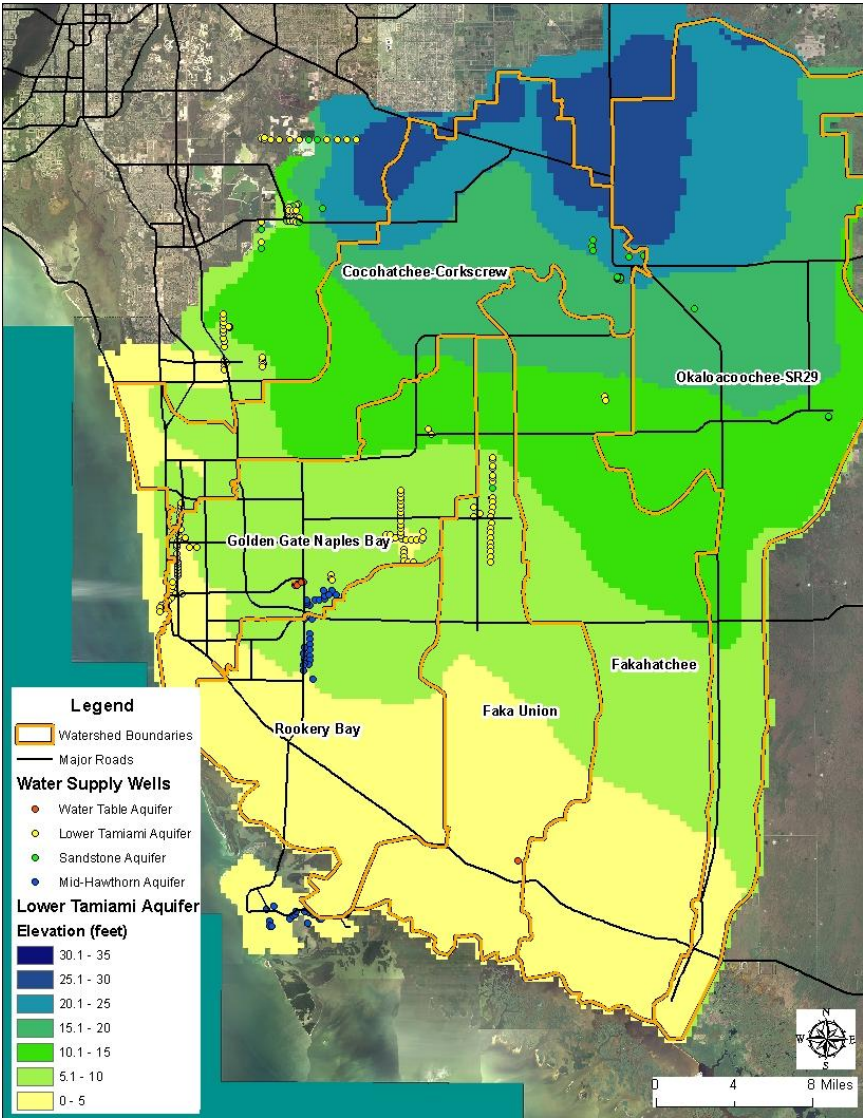 Cocohatchee-Corkscrew
Okaloacoochee-SR29
Golden Gate Naples Bay
Fakahatchee
Faka Union
Rookery Bay
Legend
Watershed Boundaries
Major Roads
Water Supply Wells
Water Table Aquifer
Lower Tamiami Aquifer
Sandstone Aquifer
Mid-Hawthorn Aquifer
Lower Tamiami Aquifer
Elevation (feet)
30.1 - 35
25.1 - 30
20.1 - 25
15.1 - 20
10.1 - 15
5.1 - 10
0 - 5
N
W E
S
0 4 8 Miles